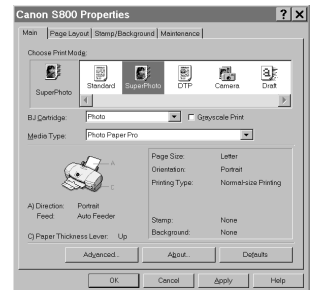 Canon S800 Properties
Main Page Layout Stamp/Background Maintenance
Choose Print Mode:
SuperPhoto
Standard SuperPhoto DTP Camera Draft
BJ Cartridge: Photo Grayscale Print
Media Type: Photo Paper Pro
A
C
Page Size: Letter
Orientation: Portrait
Printing Type: Normal-size Printing
A) Direction: Portrait
Feed: Auto Feeder
Stamp: None
C) Paper Thickness Lever: Up
Background: None
Advanced... About... Defaults
OK Cancel Apply Help